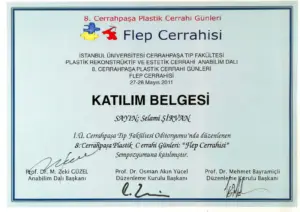 8. Cerrahpaşa Plastik Cerrahi Günleri
Flep Cerrahisi
İSTANBUL ÜNİVERSİTESİ CERRAHPAŞA TIP FAKÜLTESİ
PLASTİK REKONSTRÜKTİF VE ESTETİK CERRAHİ ANABİLİM DALI
8. CERRAHPAŞA PLASTİK CERRAHİ GÜNLERİ
FLEP CERRAHİSİ
27-28 Mayıs 2011
KATILIM BELGESİ
SAYIN; Selami ŞİRVAN
İ.Ü. Cerrahpaşa Tıp Fakültesi Oditoryumu'nda düzenlenen
8. Cerrahpaşa Plastik Cerrahi Günleri: "Flep Cerrahisi"
Sempozyumuna katılmıştır.
Prof. Dr. M. Zeki GÜZEL Prof. Dr. Osman Akın Yücel Prof. Dr. Mehmet Bayramiçli
Anabilim Dalı Başkanı Düzenleme Kurulu Başkanı Düzenleme Kurulu Başkanı